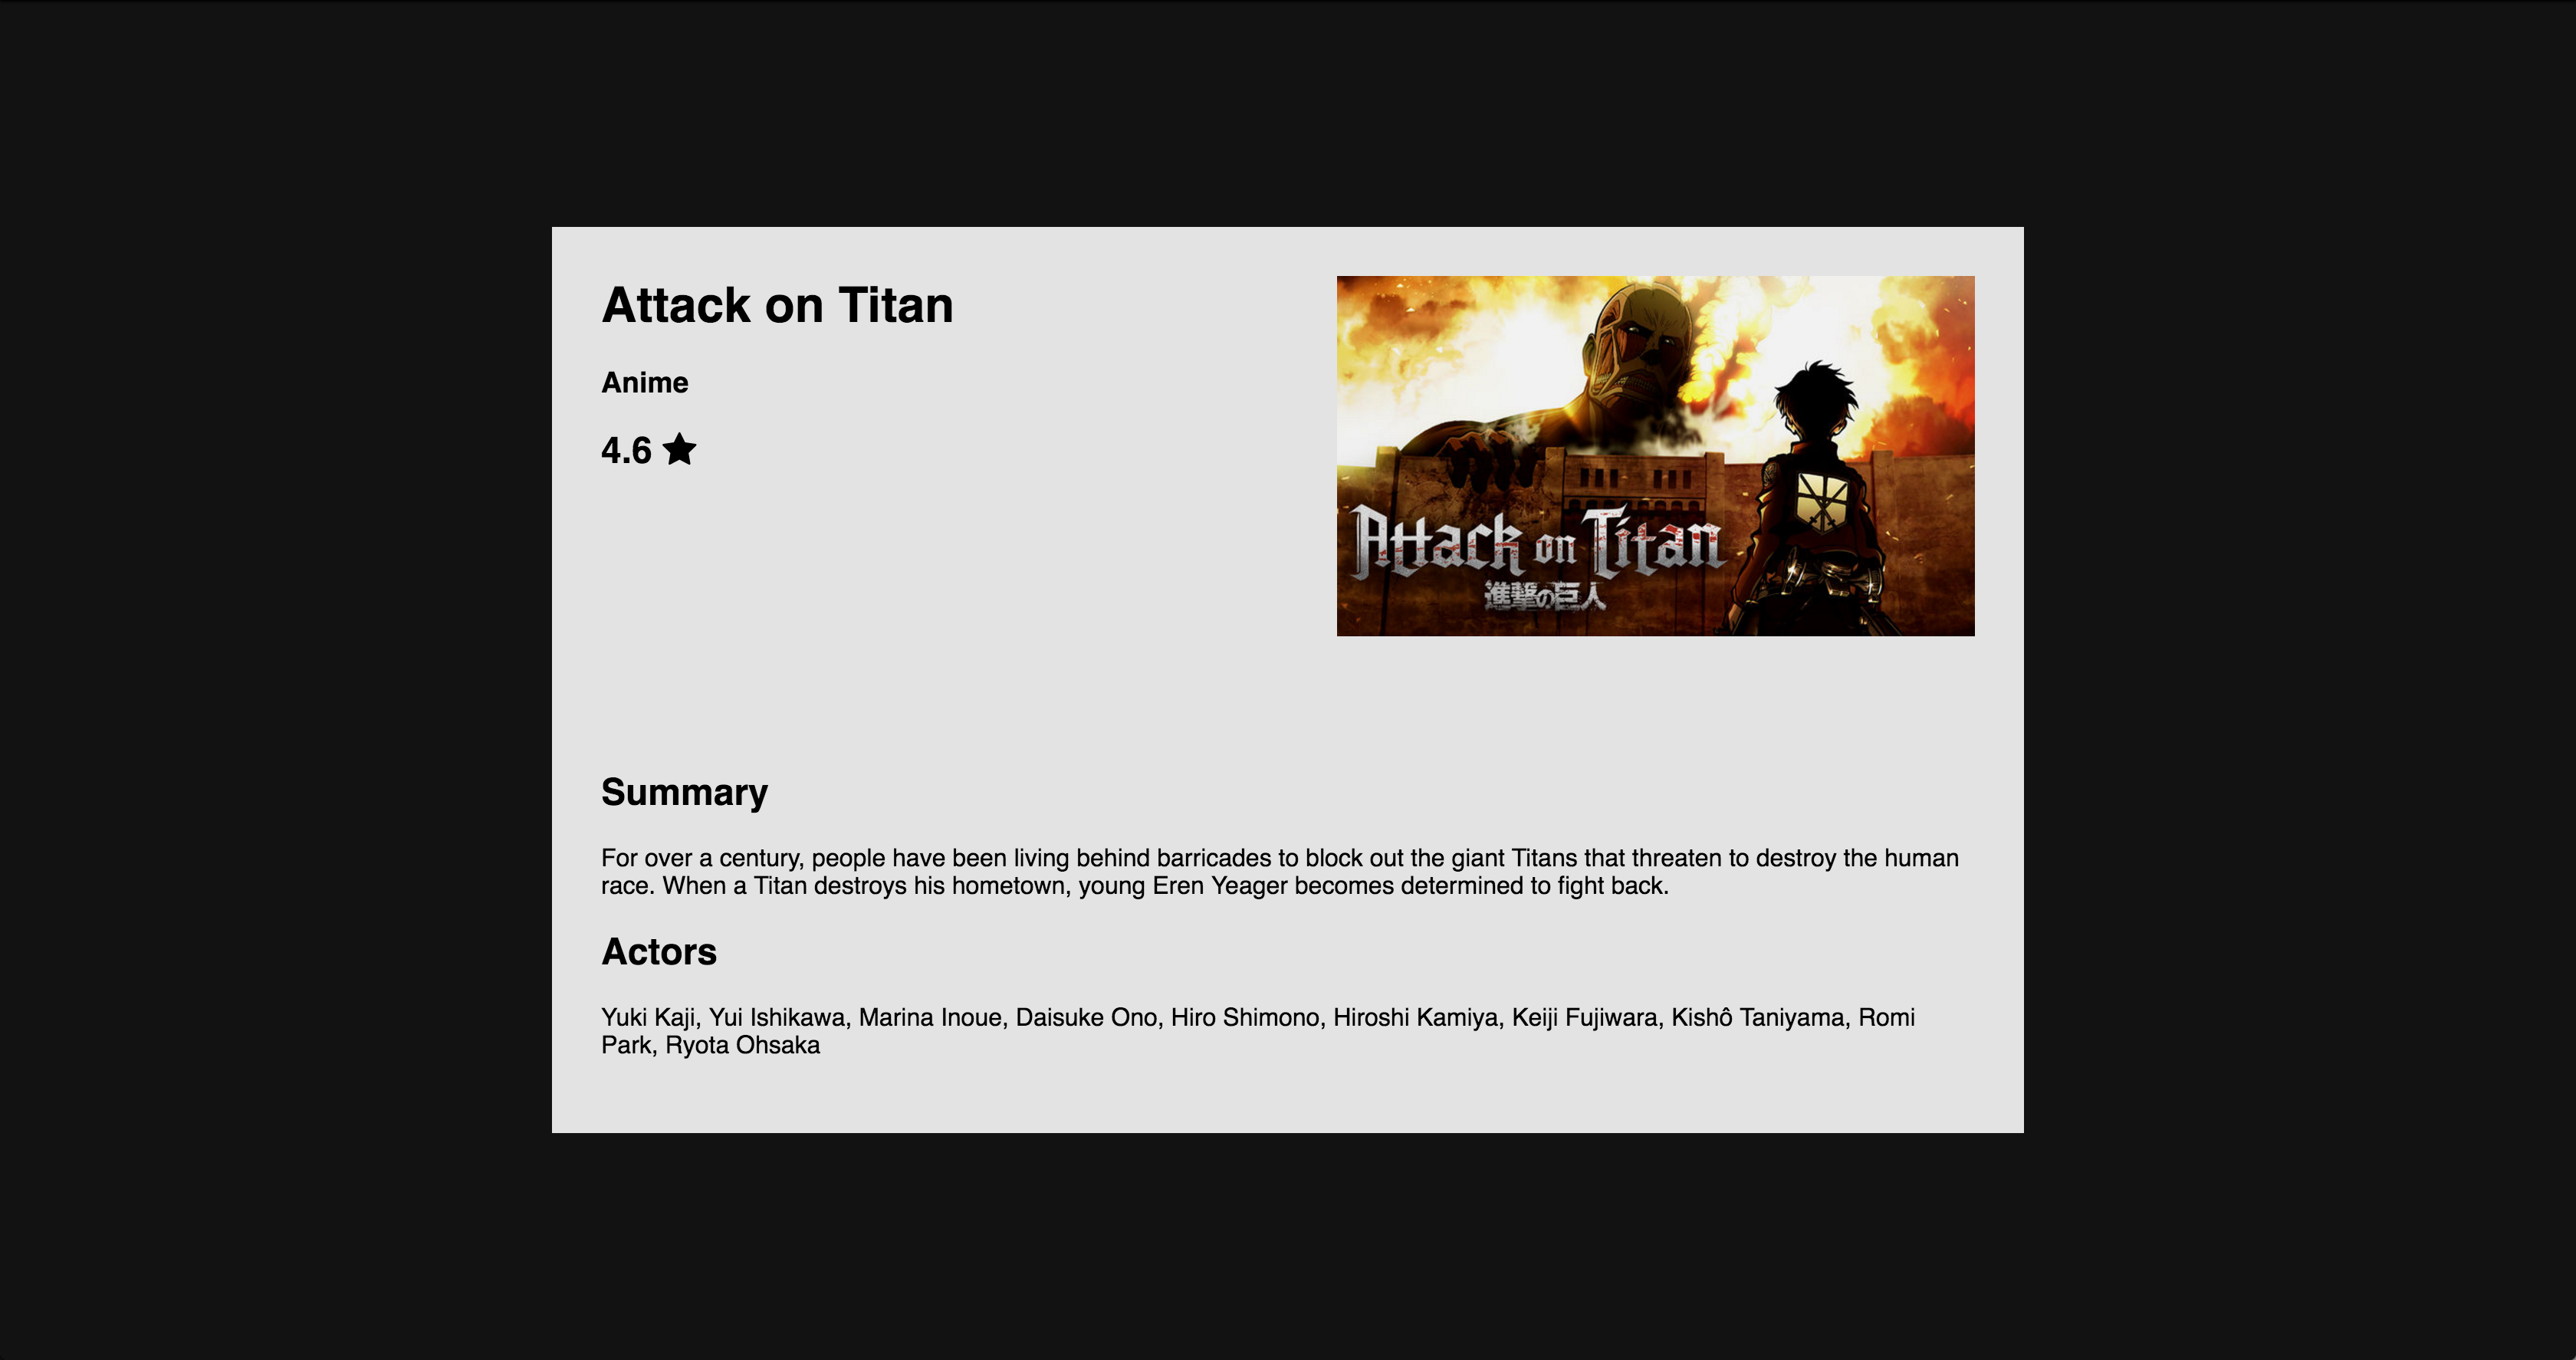 Attack on Titan
Anime
4.6
Attack on Titan
進撃の巨人
Summary
For over a century, people have been living behind barricades to block out the giant Titans that threaten to destroy the human
race. When a Titan destroys his hometown, young Eren Yeager becomes determined to fight back.
Actors
Yuki Kaji, Yui Ishikawa, Marina Inoue, Daisuke Ono, Hiro Shimono, Hiroshi Kamiya, Keiji Fujiwara, Kishô Taniyama, Romi
Park, Ryota Ohsaka